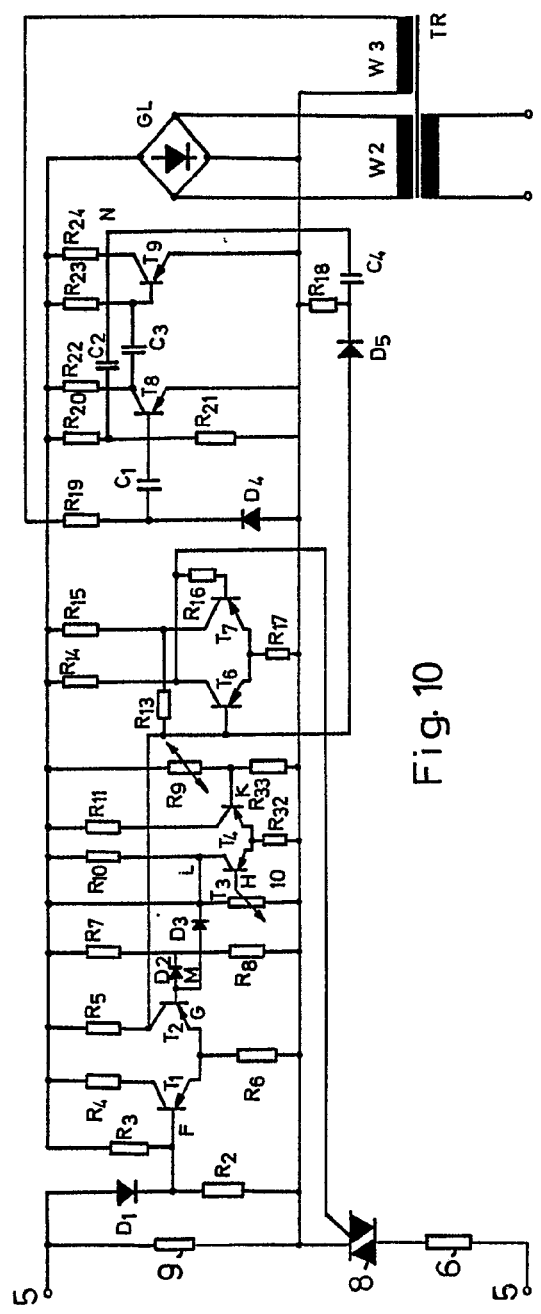 5
9
8
6
5
D1
R2
R3
F
R4
T1
R6
R5
T2
G
M
D2
R7
R8
D3
L
R10
T3
H
10
R11
T4
K
R32
R33
R9
R13
R14
T6
R15
T7
R16
R17
R19
D4
C1
R20
R21
C2
R22
T8
C3
R23
R24
T9
N
R18
C4
D5
GL
W2
W3
TR
Fig. 10